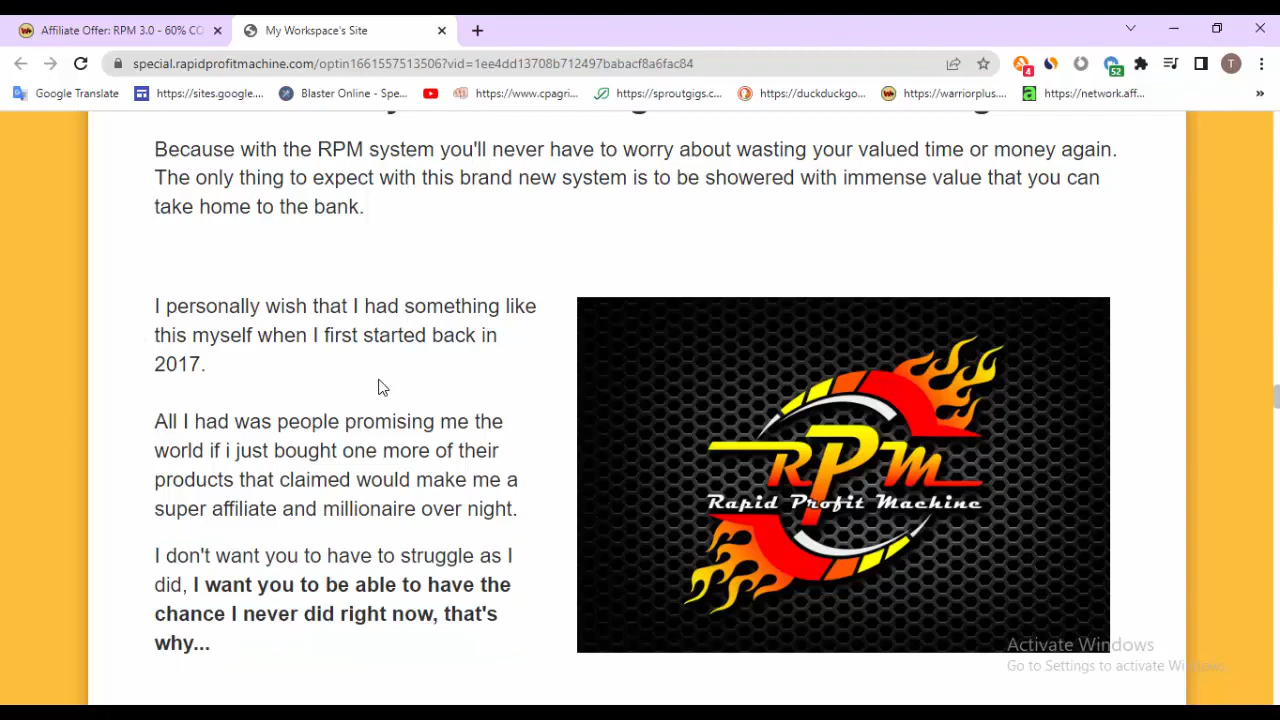 Affiliate Offer: RPM 3.0 - 60% CO
My Workspace's Site
special.rapidprofitmachine.com/optin1661557513506?vid=1ee4dd13708b712497babacf8a6fac84
4
52
T
Google Translate
https://sites.google....
Blaster Online - Spe...
https://www.cpagri...
https://sproutgigs.c...
https://duckduckgo...
https://warriorplus....
https://network.aff...
Because with the RPM system you'll never have to worry about wasting your valued time or money again.
The only thing to expect with this brand new system is to be showered with immense value that you can
take home to the bank.
I personally wish that I had something like
this myself when I first started back in
2017.
All I had was people promising me the
world if i just bought one more of their
products that claimed would make me a
super affiliate and millionaire over night.
I don't want you to have to struggle as I
did, I want you to be able to have the
chance I never did right now, that's
why...
RPM
Rapid Profit Machine
Activate Windows
Go to Settings to activate Windows